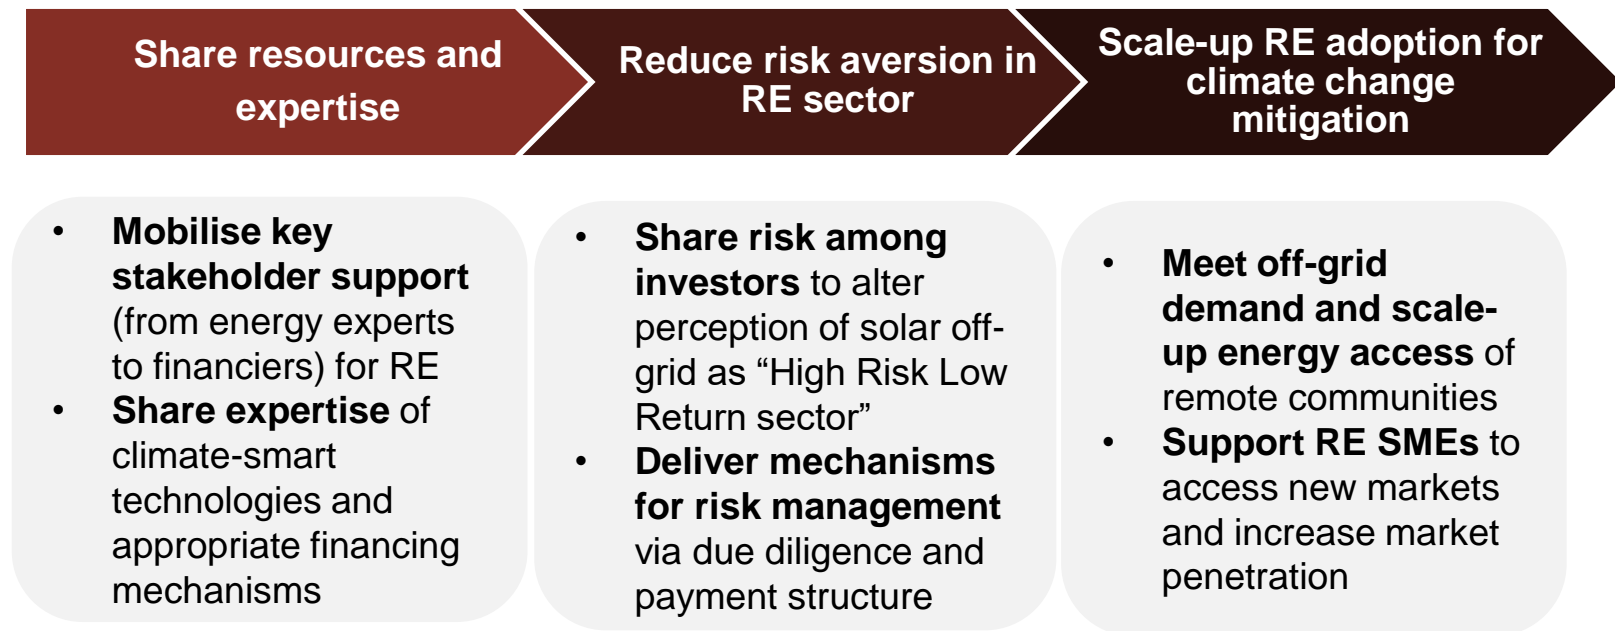 Share resources and
expertise
Reduce risk aversion in
RE sector
Scale-up RE adoption for
climate change
mitigation
• Mobilise key
stakeholder support
(from energy experts
to financiers) for RE
• Share expertise of
climate-smart
technologies and
appropriate financing
mechanisms
• Share risk among
investors to alter
perception of solar off-
grid as “High Risk Low
Return sector”
• Deliver mechanisms
for risk management
via due diligence and
payment structure
• Meet off-grid
demand and scale-
up energy access of
remote communities
• Support RE SMEs to
access new markets
and increase market
penetration